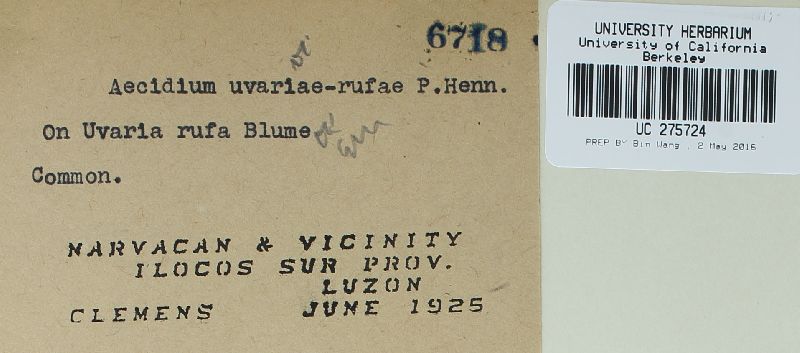 6718
Aecidium uvariae-rufae P.Henn.
On Uvaria rufa Blume
Common.
NARVACAN & VICINITY
ILOCOS SUR PROV.
LUZON
CLEMENS JUNE 1925
UNIVERSITY HERBARIUM
University of California
Berkeley
UC 275724
PREP BY Bin Wang . 2 May 2016